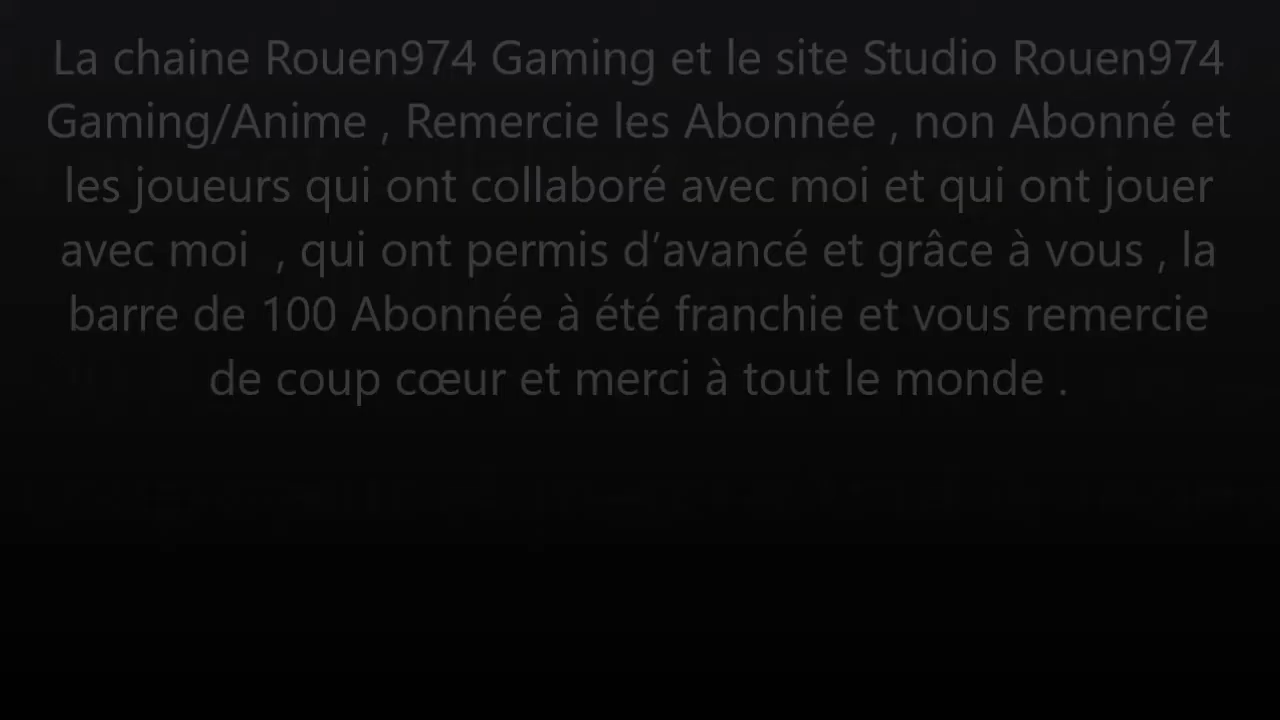 La chaine Rouen974 Gaming et le site Studio Rouen974
Gaming/Anime , Remercie les Abonnée , non Abonné et
les joueurs qui ont collaboré avec moi et qui ont jouer
avec moi  , qui ont permis d’avancé et grâce à vous , la
barre de 100 Abonnée à été franchie et vous remercie
de coup cœur et merci à tout le monde .